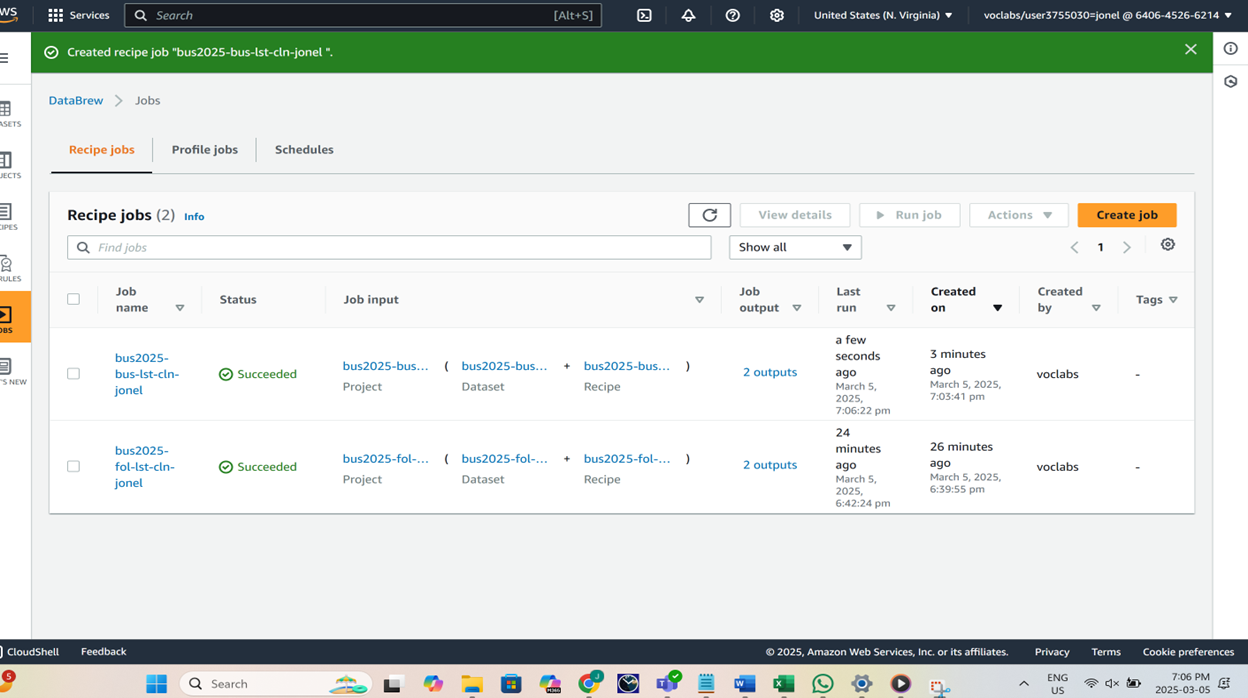 Services
Search
[Alt+S]
United States (N. Virginia)
voclabs/user3755030=jonel @ 6406-4526-6214
Created recipe job "bus2025-bus-lst-cln-jonel ".
DataBrew
Jobs
Recipe jobs
Profile jobs
Schedules
Recipe jobs (2) Info
View details
Run job
Actions
Create job
Find jobs
Show all
1
Job name
Status
Job input
Job output
Last run
Created on
Created by
Tags
bus2025-
bus-lst-cln-
jonel
Succeeded
bus2025-bus...
Project
( bus2025-bus... + bus2025-bus... )
Dataset
Recipe
2 outputs
a few
seconds
ago
March 5,
2025,
7:06:22 pm
3 minutes
ago
March 5, 2025,
7:03:41 pm
voclabs
-
bus2025-
fol-lst-cln-
jonel
Succeeded
bus2025-fol-...
Project
( bus2025-fol-... + bus2025-fol-... )
Dataset
Recipe
2 outputs
24
minutes
ago
March 5,
2025,
6:42:24 pm
26 minutes
ago
March 5, 2025,
6:39:55 pm
voclabs
-
CloudShell
Feedback
© 2025, Amazon Web Services, Inc. or its affiliates.
Privacy
Terms
Cookie preferences
5
Search
ENG
US
7:06 PM
2025-03-05